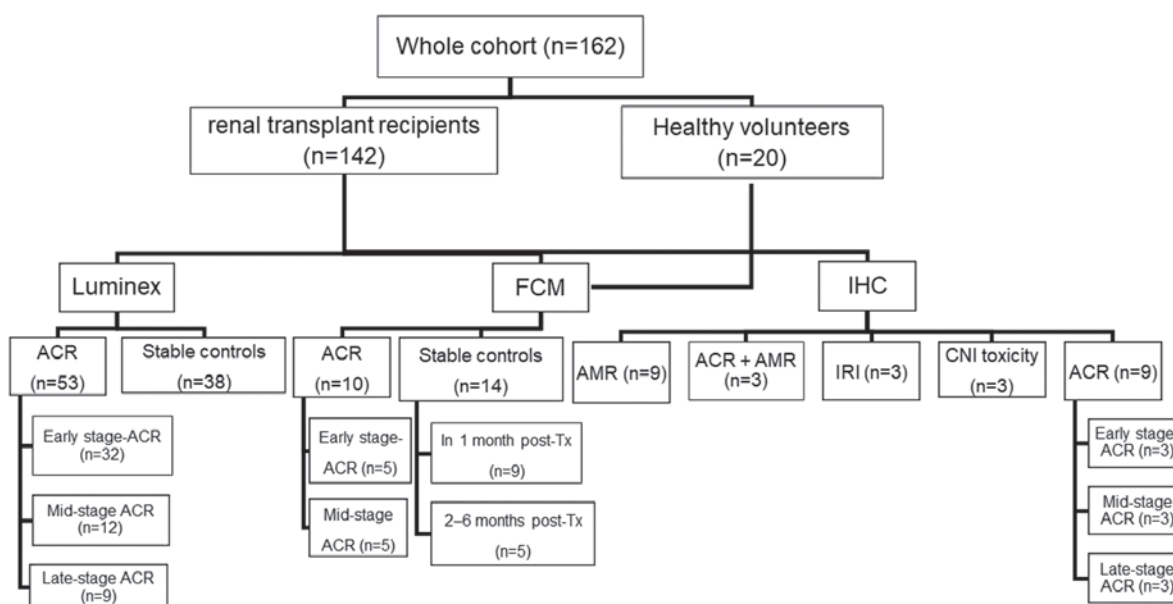 Whole cohort (n=162)
renal transplant recipients
(n=142)
Healthy volunteers
(n=20)
Luminex
FCM
IHC
ACR
(n=53)
Stable controls
(n=38)
ACR
(n=10)
Stable controls
(n=14)
AMR (n=9)
ACR + AMR
(n=3)
IRI (n=3)
CNI toxicity
(n=3)
ACR (n=9)
Early stage-ACR
(n=32)
Mid-stage ACR
(n=12)
Late-stage ACR
(n=9)
Early stage-
ACR (n=5)
Mid-stage
ACR (n=5)
In 1 month post-Tx
(n=9)
2–6 months post-Tx
(n=5)
Early stage-
ACR (n=3)
Mid-stage
ACR (n=3)
Late-stage
ACR (n=3)